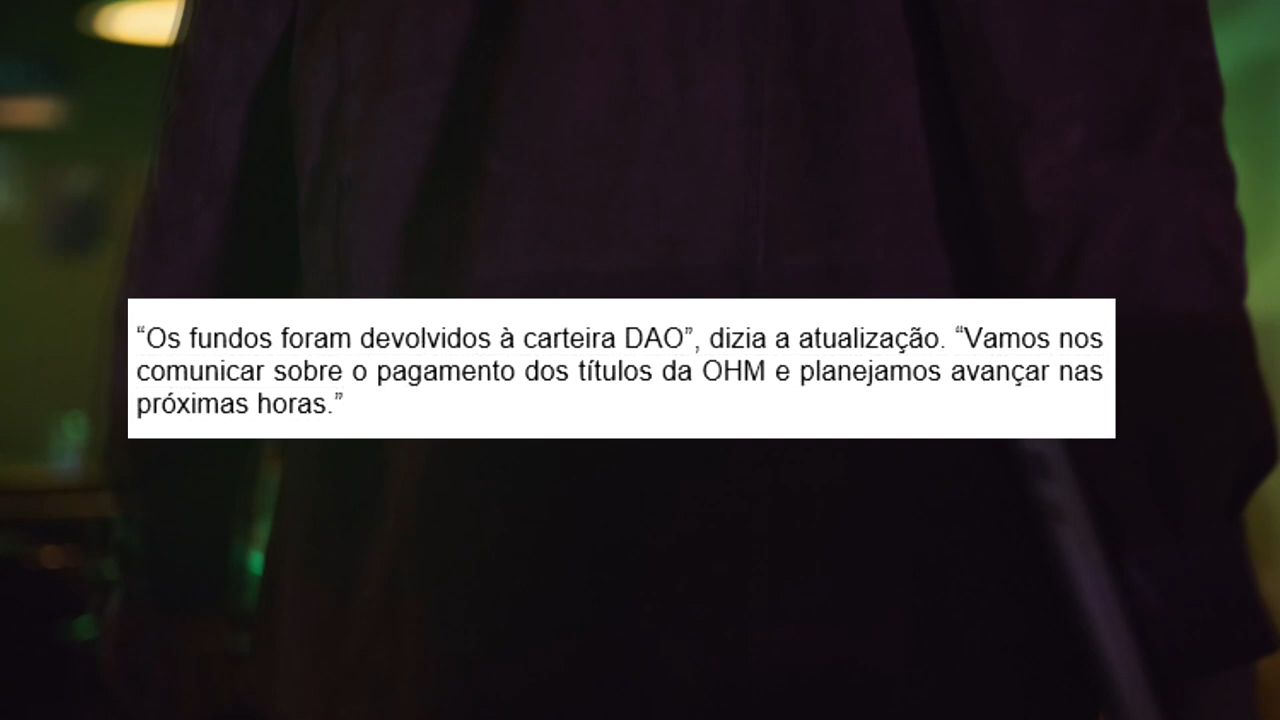 “Os fundos foram devolvidos à carteira DAO”, dizia a atualização. “Vamos nos
comunicar sobre o pagamento dos títulos da OHM e planejamos avançar nas
próximas horas.”